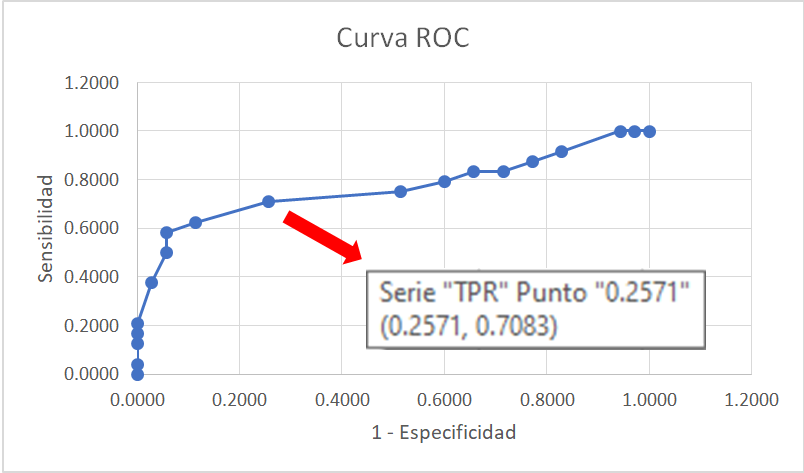 Curva ROC
1.2000
1.0000
0.8000
0.6000
0.4000
0.2000
0.0000
Sensibilidad
Serie "TPR" Punto "0.2571"
(0.2571, 0.7083)
0.0000 0.2000 0.4000 0.6000 0.8000 1.0000 1.2000
1 - Especificidad